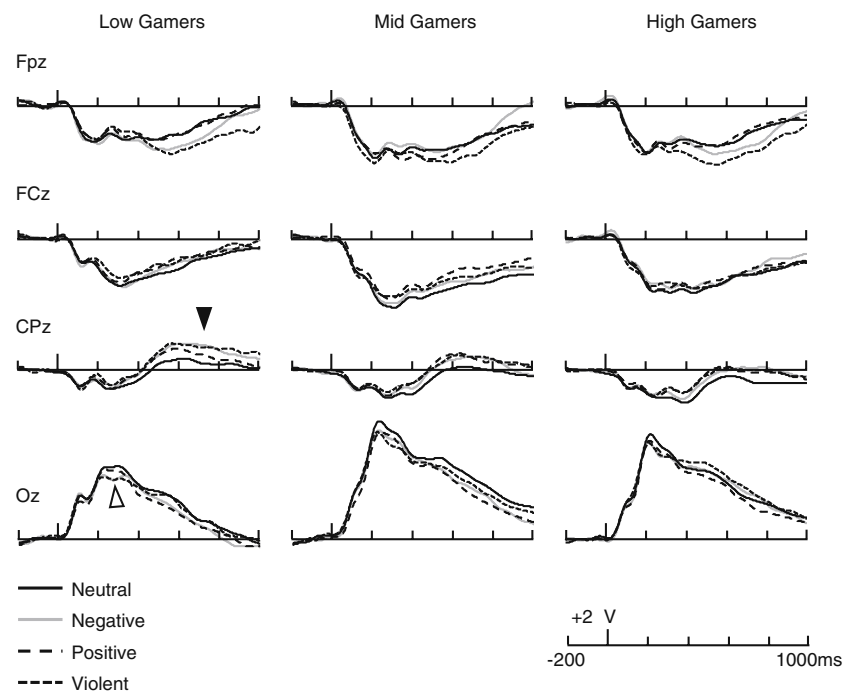 Low Gamers Mid Gamers High Gamers
Fpz
FCz
CPz
Oz
Neutral
Negative
Positive
Violent
+2 V
-200 1000ms